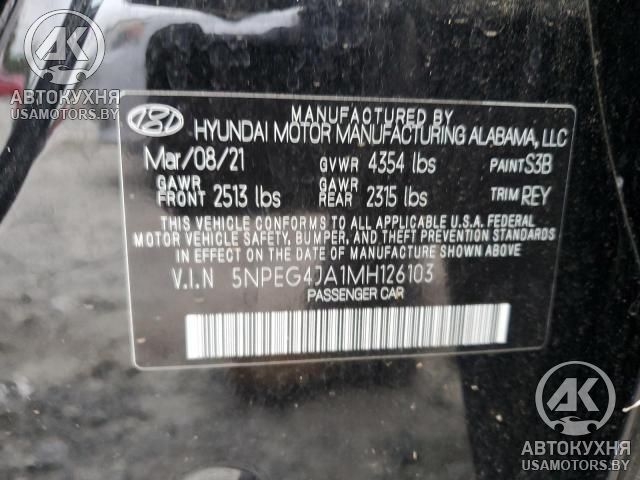 AK
АВТОКУХНЯ
USAMOTORS.BY
MANUFACTURED BY
HYUNDAI MOTOR MANUFACTURING ALABAMA, LLC
Mar/08/21 GVWR 4354 lbs PAINT S3B
GAWR FRONT 2513 lbs GAWR REAR 2315 lbs TRIM REY
THIS VEHICLE CONFORMS TO ALL APPLICABLE U.S.A. FEDERAL
MOTOR VEHICLE SAFETY, BUMPER, AND THEFT PREVENTION STANDARDS
IN EFFECT ON THE DATE OF MANUFACTURE SHOWN ABOVE
V.I.N 5NPEG4JA1MH126103
PASSENGER CAR
AK
АВТОКУХНЯ
USAMOTORS.BY